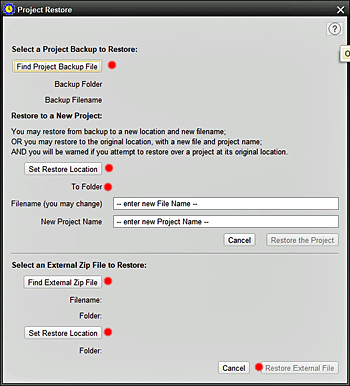 Project Restore
?
Select a Project Backup to Restore:
Find Project Backup File
Backup Folder
Backup Filename
Restore to a New Project:
You may restore from backup to a new location and new filename;
OR you may restore to the original location, with a new file and project name;
AND you will be warned if you attempt to restore over a project at its original location.
Set Restore Location
To Folder
Filename (you may change)
-- enter new File Name --
New Project Name
-- enter new Project Name --
Cancel
Restore the Project
Select an External Zip File to Restore:
Find External Zip File
Filename:
Folder:
Set Restore Location
Folder:
Cancel
Restore External File